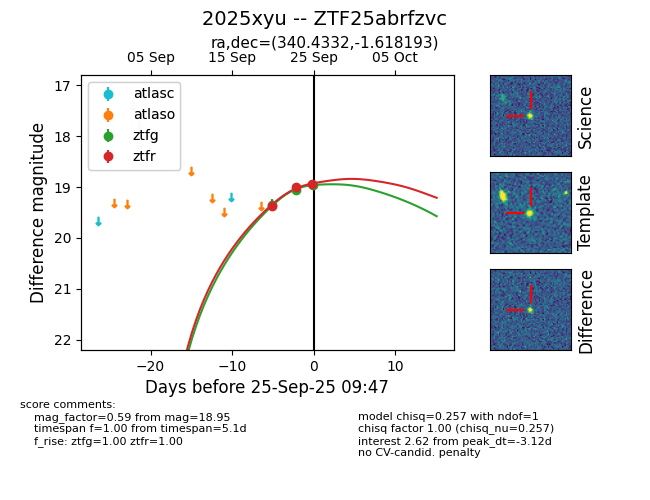 2025xyu -- ZTF25abrfzvc
ra,dec=(340.4332,-1.618193)
05 Sep 15 Sep 25 Sep 05 Oct
atlasc
atlaso
ztfg
ztfr
17
18
19
20
21
22
Difference magnitude
−20 −10 0 10
Days before 25-Sep-25 09:47
Science
Template
Difference
score comments:
mag_factor=0.59 from mag=18.95
timespan f=1.00 from timespan=5.1d
f_rise: ztfg=1.00 ztfr=1.00
model chisq=0.257 with ndof=1
chisq factor 1.00 (chisq_nu=0.257)
interest 2.62 from peak_dt=-3.12d
no CV-candid. penalty